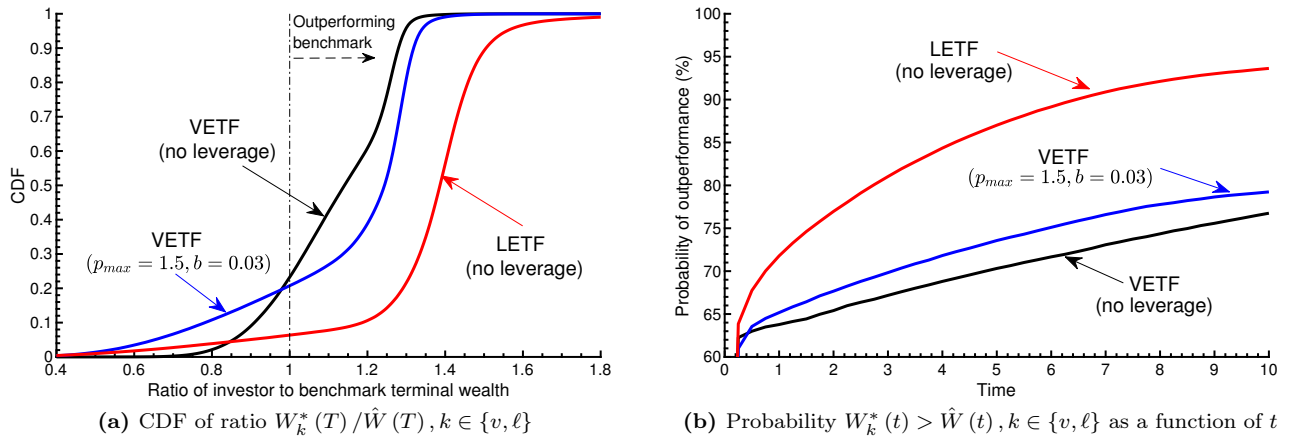 1
0.9
0.8
0.7
0.6
0.5
0.4
0.3
0.2
0.1
0
CDF
Outperforming
benchmark
VETF
(no leverage)
VETF
(p_max = 1.5, b = 0.03)
LETF
(no leverage)
0.4 0.6 0.8 1 1.2 1.4 1.6 1.8
Ratio of investor to benchmark terminal wealth
(a) CDF of ratio W_k^* (T) /Ŵ (T) , k ∈ {v, ℓ}
100
95
90
85
80
75
70
65
60
Probability of outperformance (%)
LETF
(no leverage)
VETF
(p_max = 1.5, b = 0.03)
VETF
(no leverage)
0 1 2 3 4 5 6 7 8 9 10
Time
(b) Probability W_k^* (t) > Ŵ (t) , k ∈ {v, ℓ} as a function of t